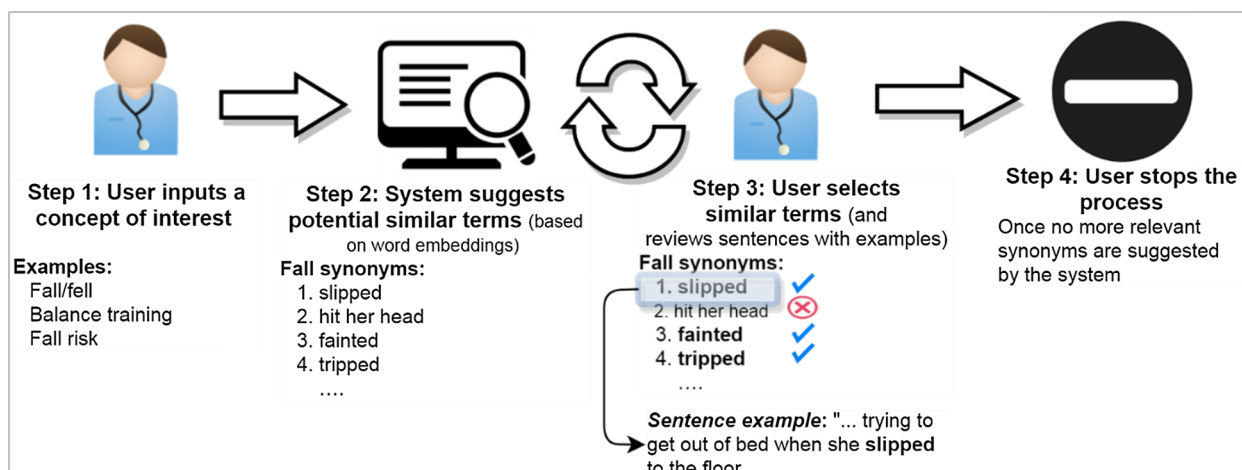 Step 1: User inputs a
concept of interest
Examples:
Fall/fell
Balance training
Fall risk
Step 2: System suggests
potential similar terms (based
on word embeddings)
Fall synonyms:
1. slipped
2. hit her head
3. fainted
4. tripped
....
Step 3: User selects
similar terms (and
reviews sentences with examples)
Fall synonyms:
1. slipped
2. hit her head
3. fainted
4. tripped
....
Sentence example: "... trying to
get out of bed when she slipped
to the floor
Step 4: User stops the
process
Once no more relevant
synonyms are suggested
by the system